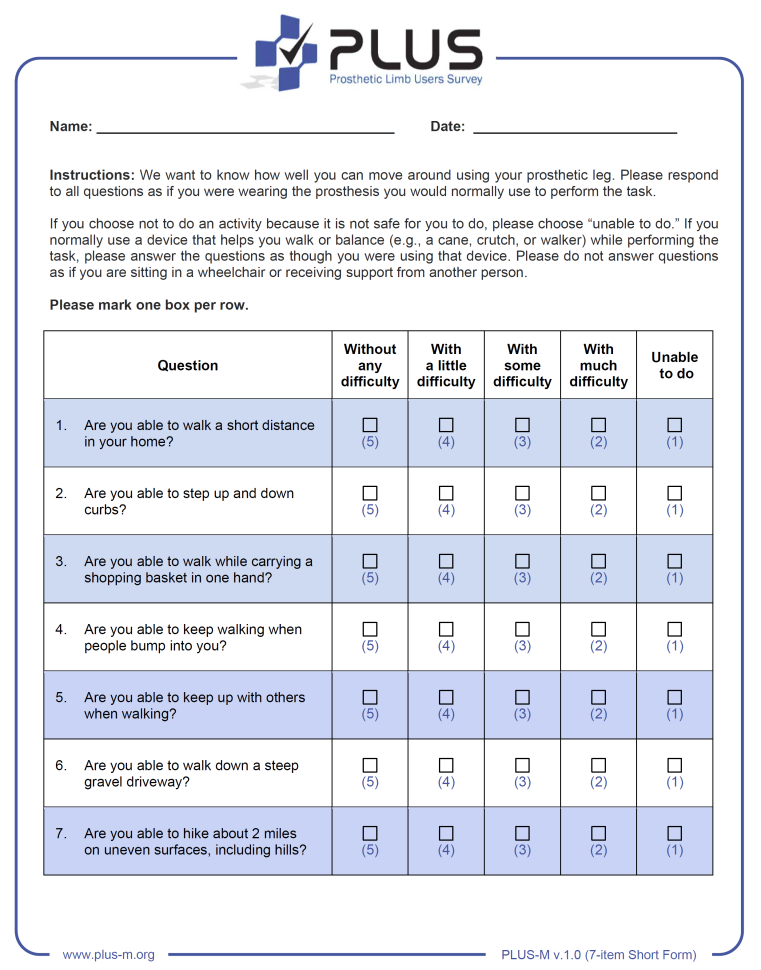 PLUS
Prosthetic Limb Users Survey
Name: Date:
Instructions: We want to know how well you can move around using your prosthetic leg. Please respond
to all questions as if you were wearing the prosthesis you would normally use to perform the task.
If you choose not to do an activity because it is not safe for you to do, please choose “unable to do.” If you
normally use a device that helps you walk or balance (e.g., a cane, crutch, or walker) while performing the
task, please answer the questions as though you were using that device. Please do not answer questions
as if you are sitting in a wheelchair or receiving support from another person.
Please mark one box per row.
Question
Without
any
difficulty
With
a little
difficulty
With
some
difficulty
With
much
difficulty
Unable
to do
1. Are you able to walk a short distance
in your home?
(5) (4) (3) (2) (1)
2. Are you able to step up and down
curbs?
(5) (4) (3) (2) (1)
3. Are you able to walk while carrying a
shopping basket in one hand?
(5) (4) (3) (2) (1)
4. Are you able to keep walking when
people bump into you?
(5) (4) (3) (2) (1)
5. Are you able to keep up with others
when walking?
(5) (4) (3) (2) (1)
6. Are you able to walk down a steep
gravel driveway?
(5) (4) (3) (2) (1)
7. Are you able to hike about 2 miles
on uneven surfaces, including hills?
(5) (4) (3) (2) (1)
www.plus-m.org
PLUS-M v.1.0 (7-item Short Form)